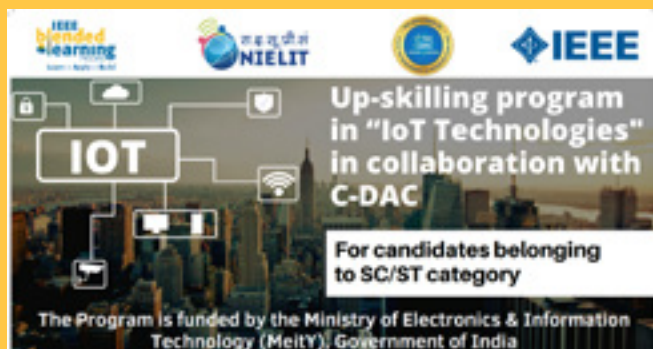 IEEE
blended
learning
रा.इ.सू.प्रौ.सं
NIELIT
IEEE
Up-skilling program
in “IoT Technologies"
in collaboration with
C-DAC
IOT
For candidates belonging
to SC/ST category
The Program is funded by the Ministry of Electronics & Information
Technology (MeitY), Government of India